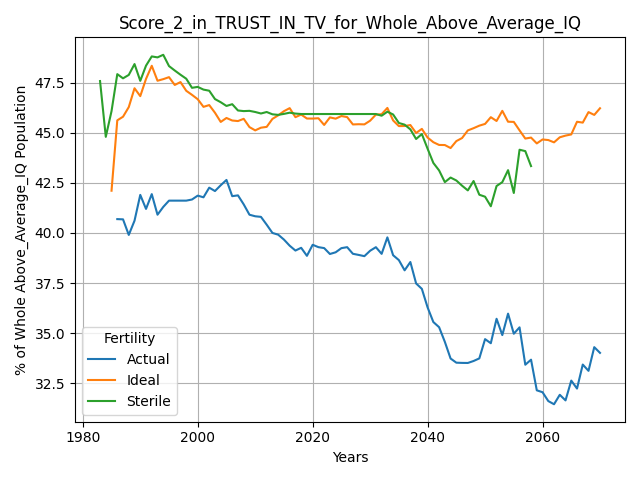 Score_2_in_TRUST_IN_TV_for_Whole_Above_Average_IQ
% of Whole Above_Average_IQ Population
47.5
45.0
42.5
40.0
37.5
35.0
32.5
Fertility
Actual
Ideal
Sterile
1980 2000 2020 2040 2060
Years